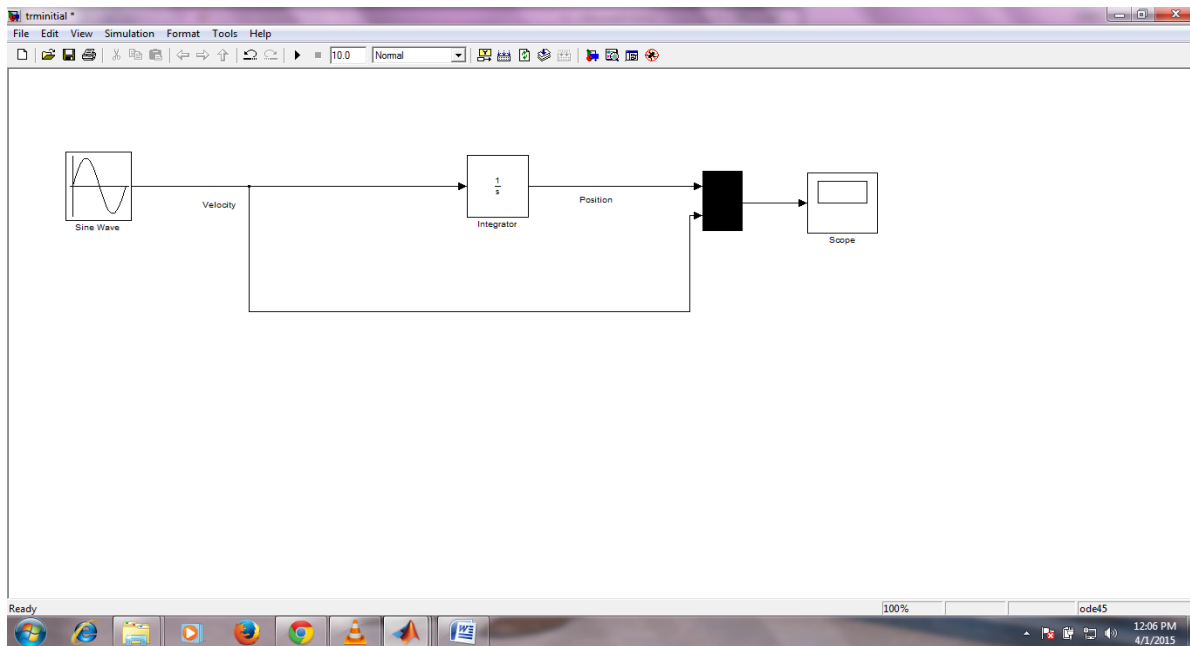 trminitial *
File Edit View Simulation Format Tools Help
10.0 Normal
1
s
Velocity
Position
Sine Wave
Integrator
Scope
Ready 100% ode45
12:06 PM
4/1/2015